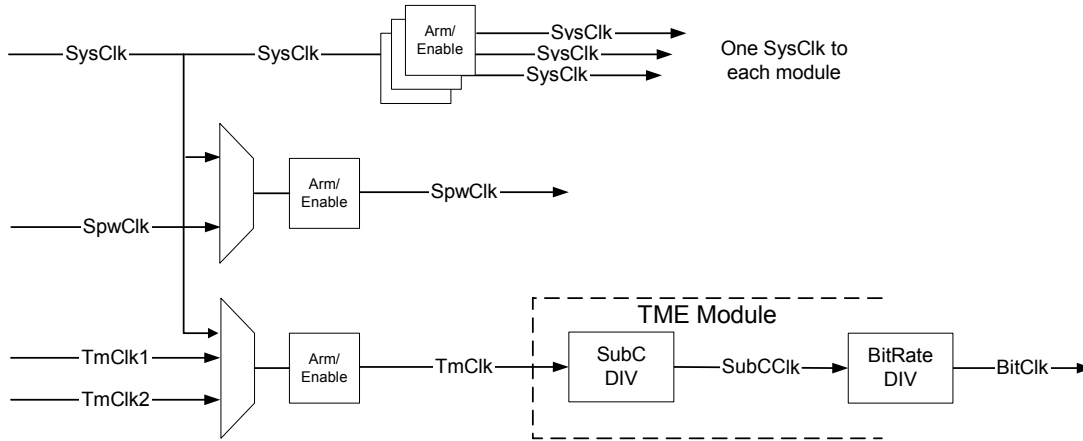 SysClk
SysClk
Arm/
Enable
SysClk
SysClk
SysClk
One SysClk to
each module
SpwClk
Arm/
Enable
SpwClk
TmClk1
TmClk2
Arm/
Enable
TmClk
TME Module
SubC
DIV
SubCClk
BitRate
DIV
BitClk